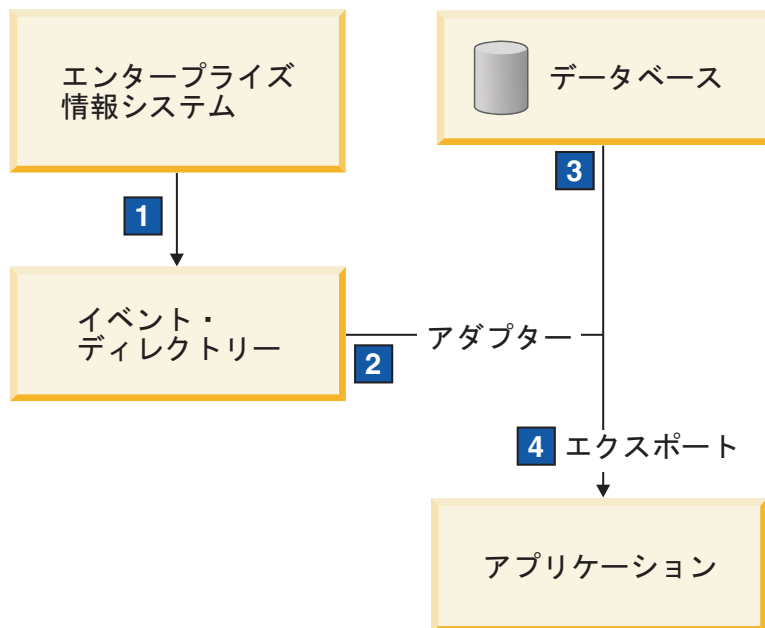 エンタープライズ
情報システム
データベース
1
3
イベント・
ディレクトリー
2
アダプター
4 エクスポート
アプリケーション